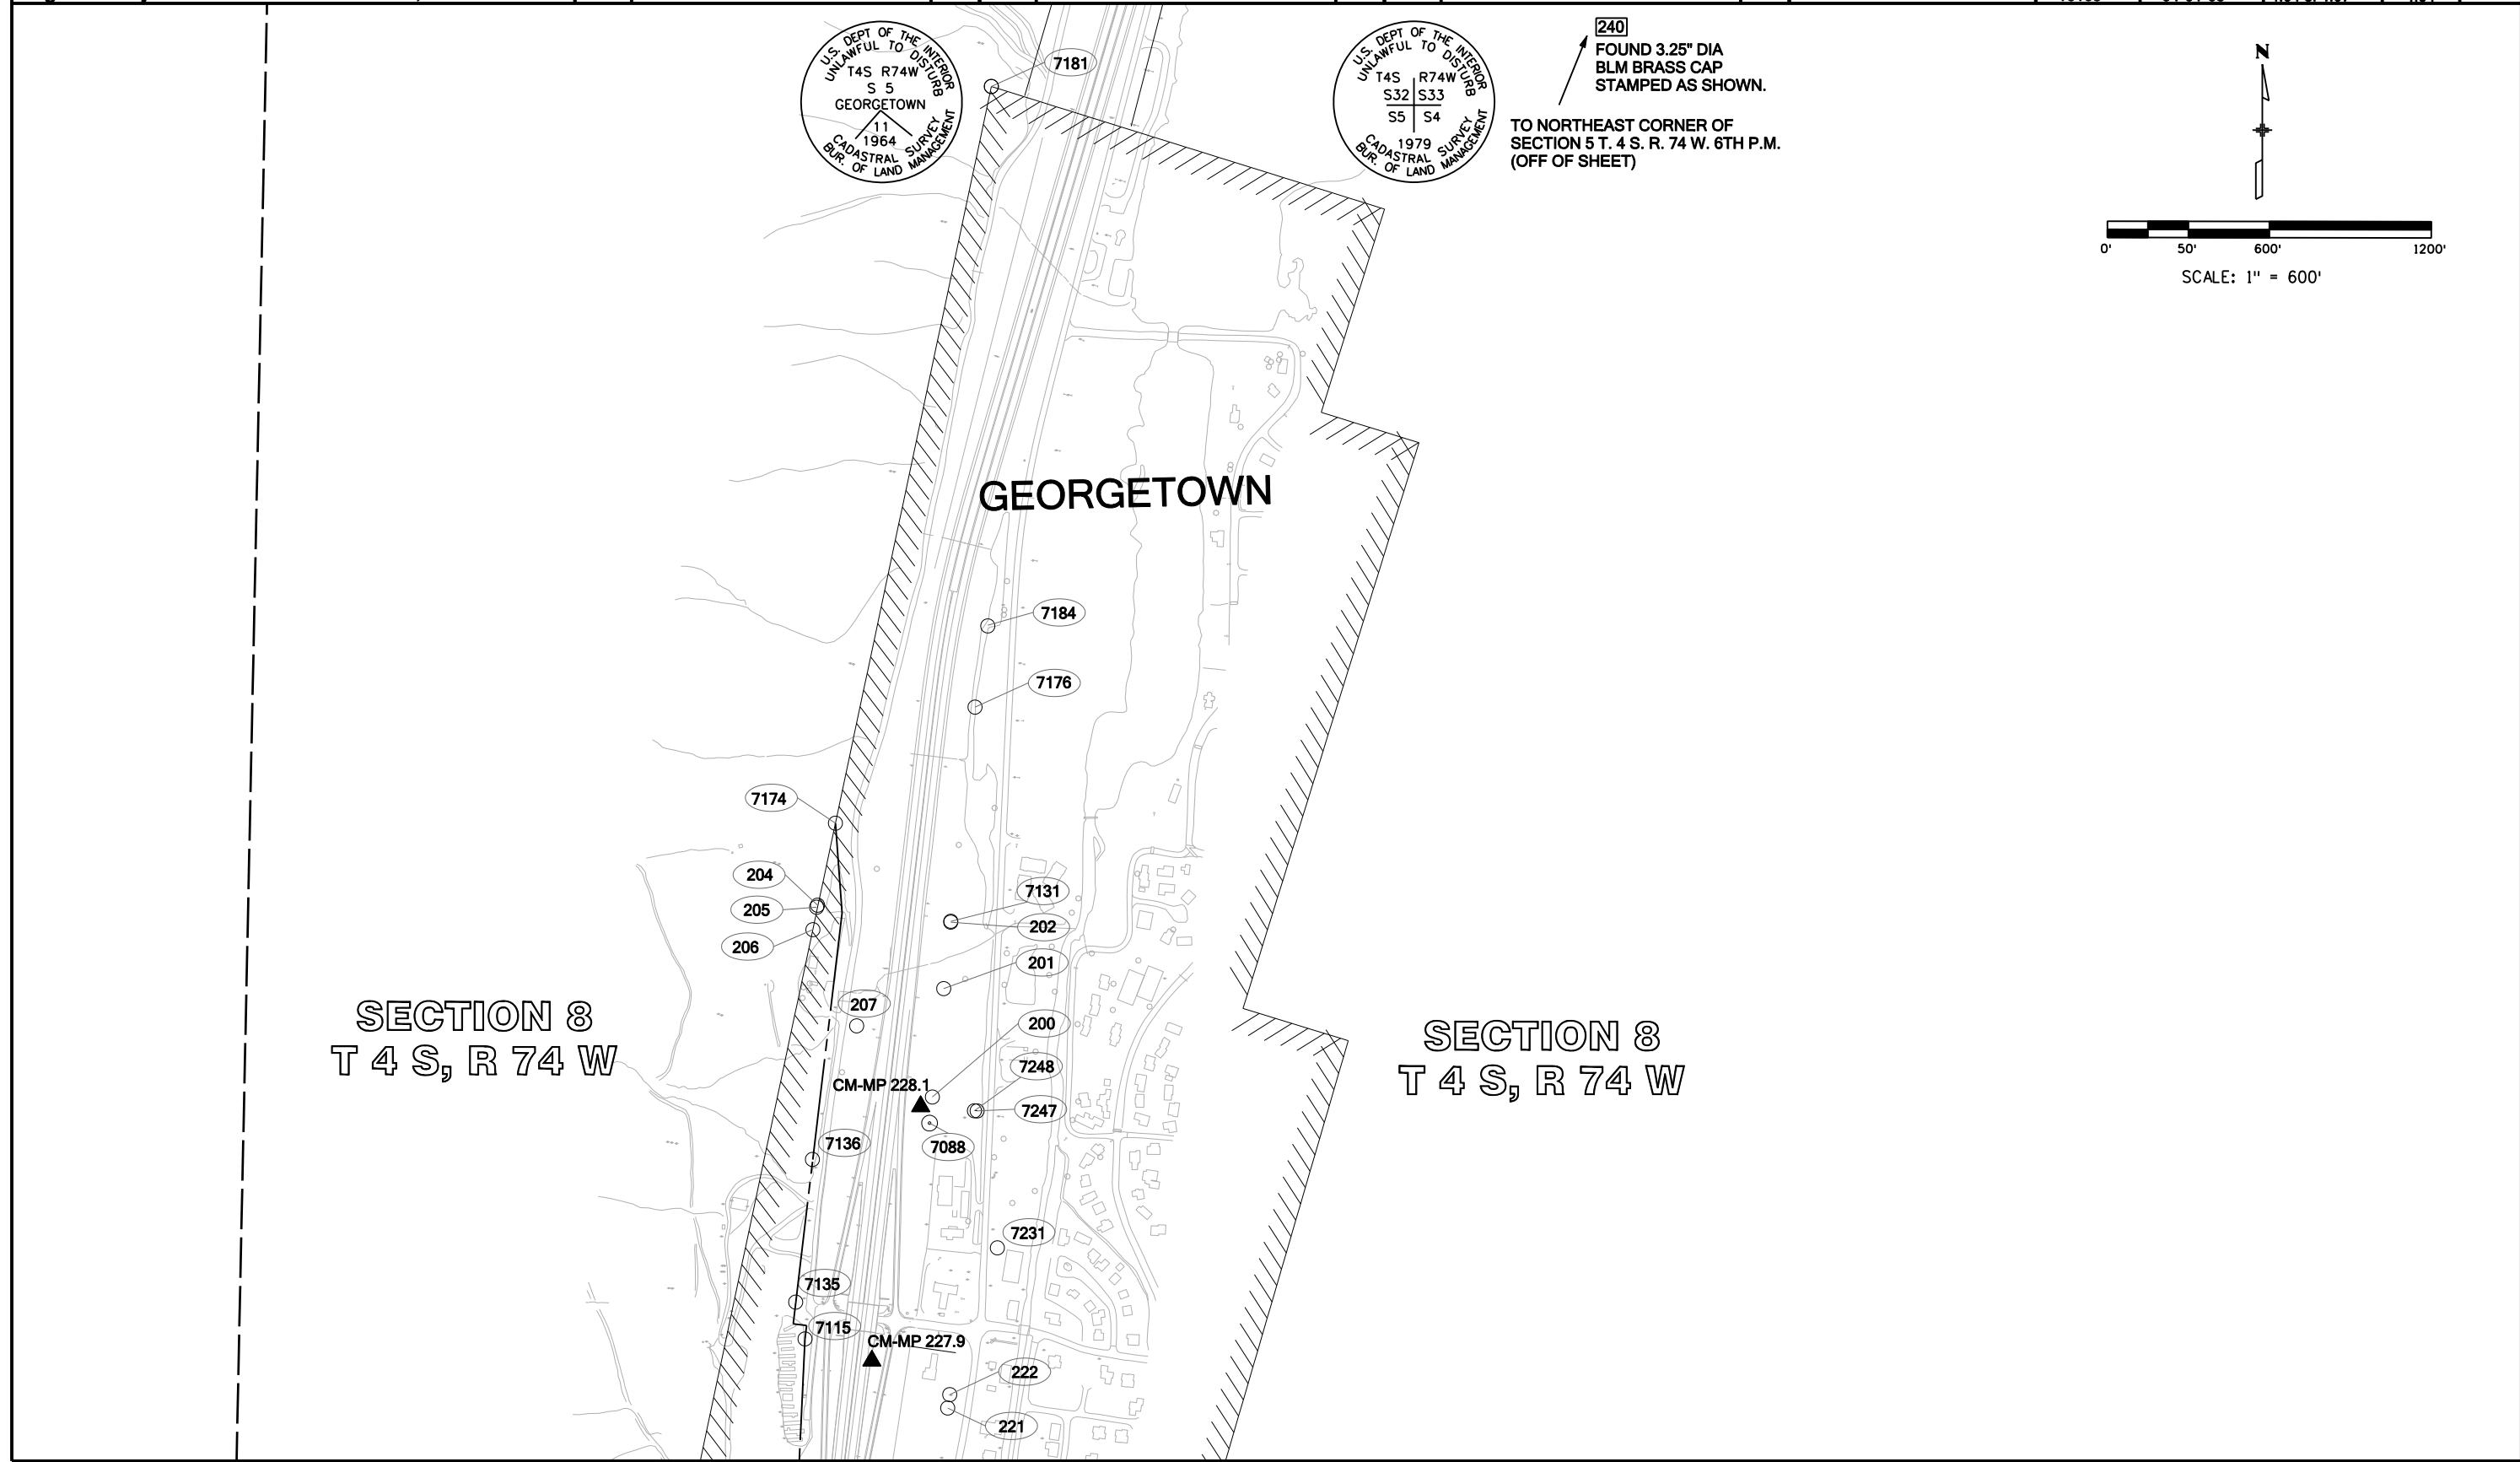 U.S. DEPT OF THE INTERIOR
UNLAWFUL TO DISTURB
T4S R74W
S 5
GEORGETOWN
11
1964
CADASTRAL SURVEY
BUR. OF LAND MANAGEMENT
7181
U.S. DEPT OF THE INTERIOR
UNLAWFUL TO DISTURB
T4S R74W
S32 S33
S5 S4
1979
CADASTRAL SURVEY
BUR. OF LAND MANAGEMENT
240
FOUND 3.25" DIA
BLM BRASS CAP
STAMPED AS SHOWN.
TO NORTHEAST CORNER OF
SECTION 5 T. 4 S. R. 74 W. 6TH P.M.
(OFF OF SHEET)
N
0' 50' 600' 1200'
SCALE: 1" = 600'
GEORGETOWN
7184
7176
7174
204
205
206
7131
202
201
207
200
7248
CM-MP 228.1
7247
7136
7088
SECTION 8
T 4 S, R 74 W
SECTION 8
T 4 S, R 74 W
7231
7135
7115
CM-MP 227.9
222
221